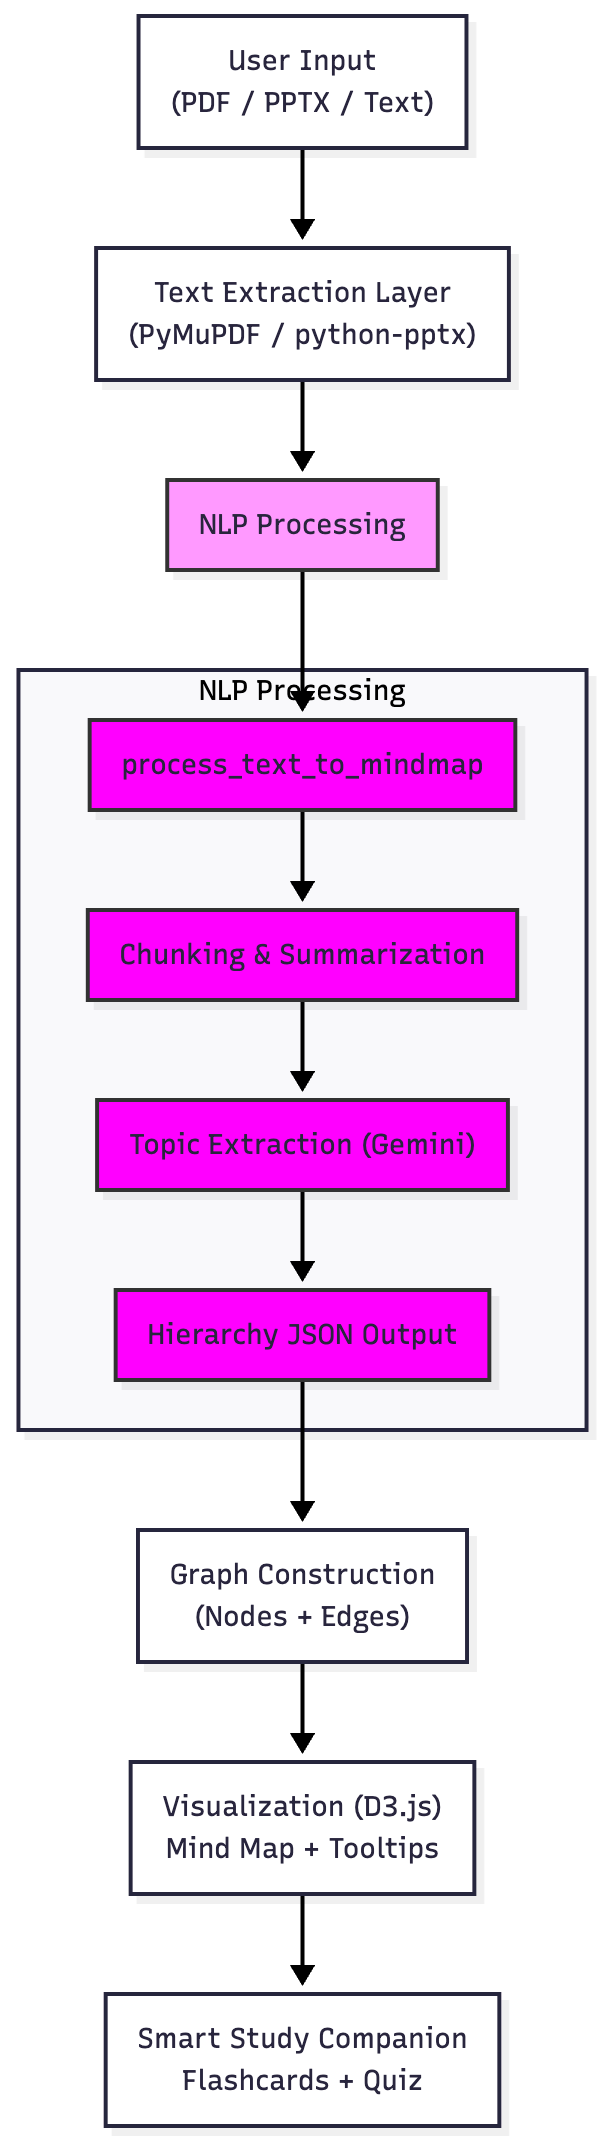 User Input
(PDF / PPTX / Text)
Text Extraction Layer
(PyMuPDF / python-pptx)
NLP Processing
NLP Processing
process_text_to_mindmap
Chunking & Summarization
Topic Extraction (Gemini)
Hierarchy JSON Output
Graph Construction
(Nodes + Edges)
Visualization (D3.js)
Mind Map + Tooltips
Smart Study Companion
Flashcards + Quiz